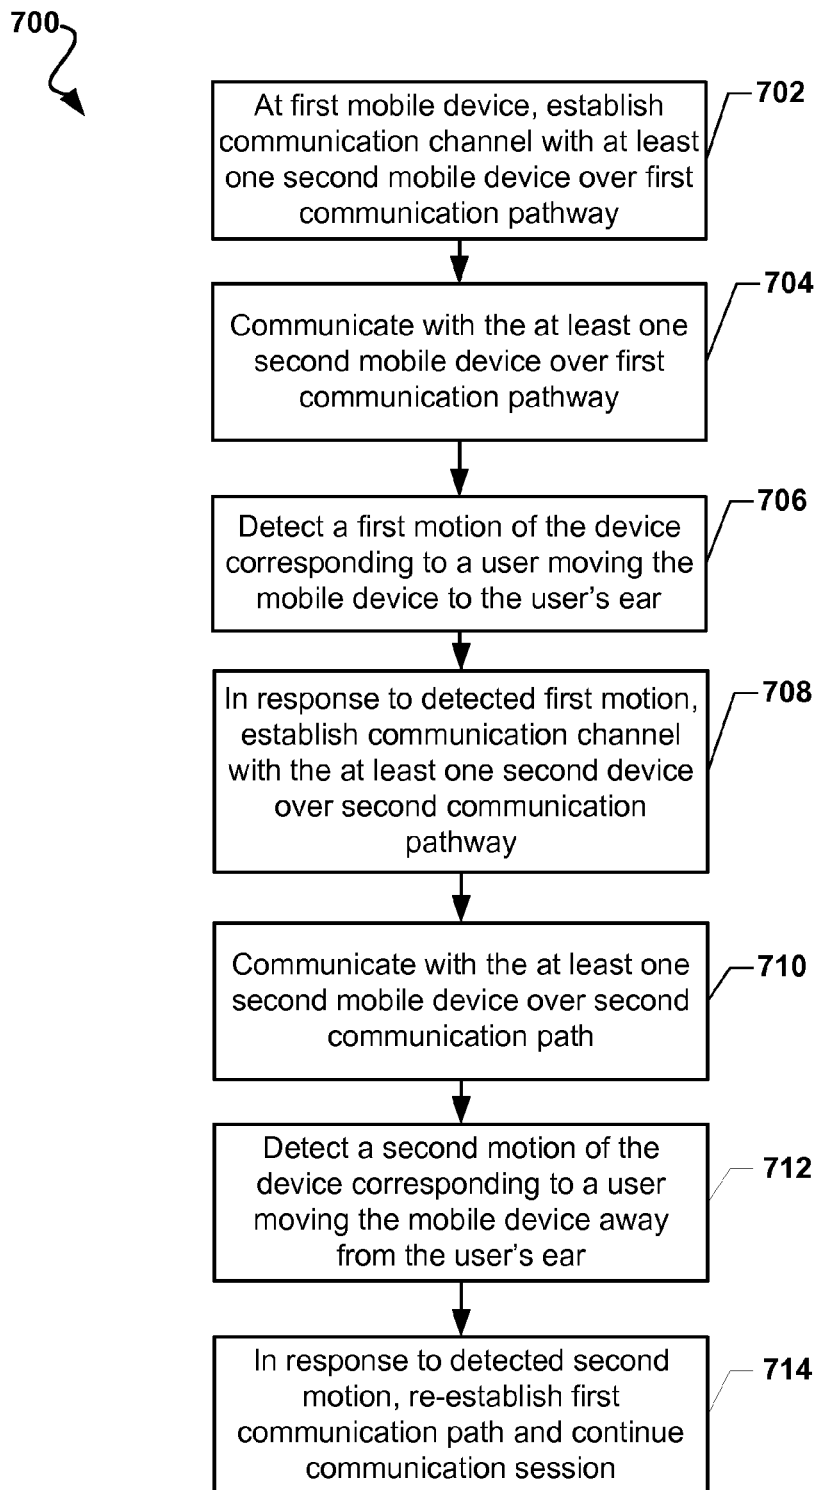 700
At first mobile device, establish
communication channel with at least
one second mobile device over first
communication pathway
702
Communicate with the at least one
second mobile device over first
communication pathway
704
Detect a first motion of the device
corresponding to a user moving the
mobile device to the user's ear
706
In response to detected first motion,
establish communication channel
with the at least one second device
over second communication
pathway
708
Communicate with the at least one
second mobile device over second
communication path
710
Detect a second motion of the
device corresponding to a user
moving the mobile device away
from the user's ear
712
In response to detected second
motion, re-establish first
communication path and continue
communication session
714